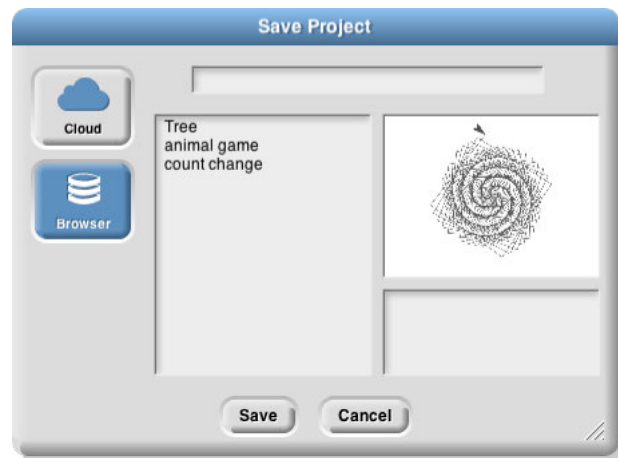 Save Project
Cloud
Browser
Tree
animal game
count change
Save
Cancel